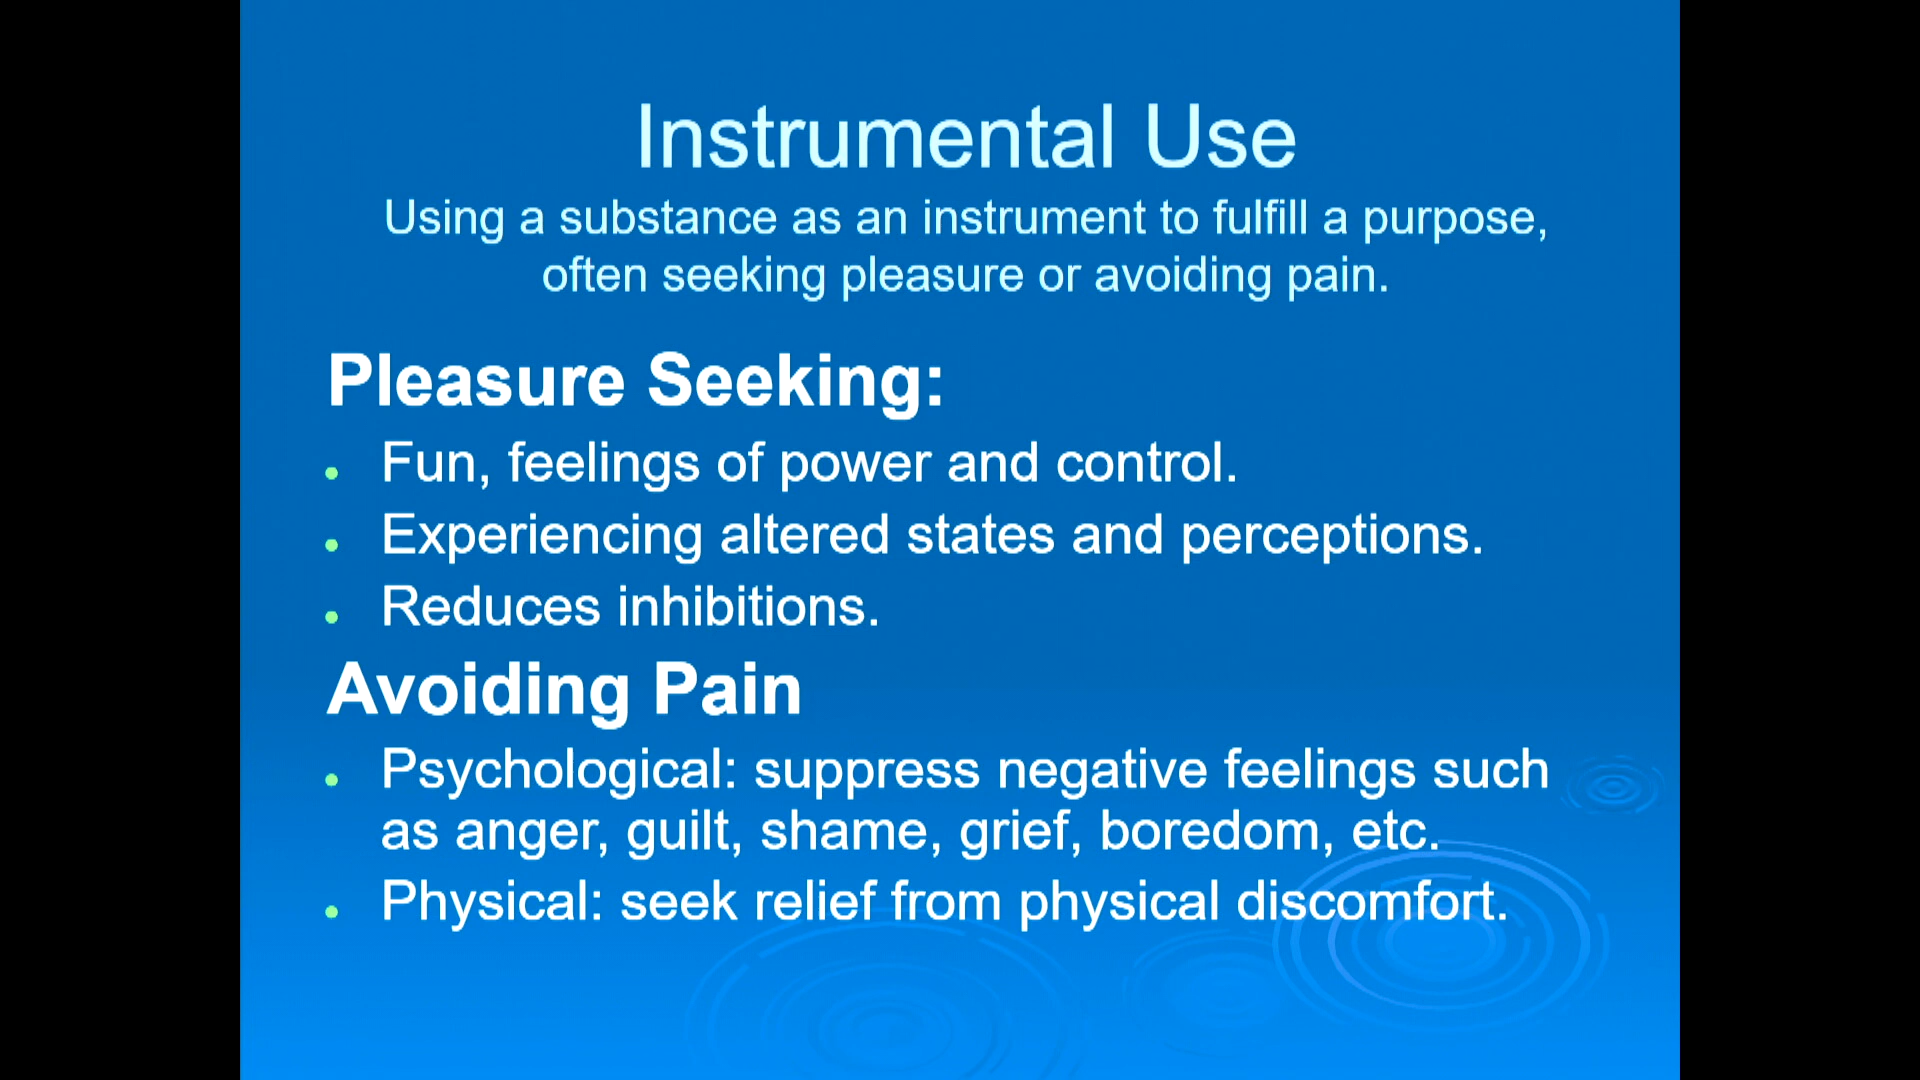 Instrumental Use
Using a substance as an instrument to fulfill a purpose,
often seeking pleasure or avoiding pain.
Pleasure Seeking:
Fun, feelings of power and control.
Experiencing altered states and perceptions.
Reduces inhibitions.
Avoiding Pain
Psychological: suppress negative feelings such
as anger, guilt, shame, grief, boredom, etc.
Physical: seek relief from physical discomfort.